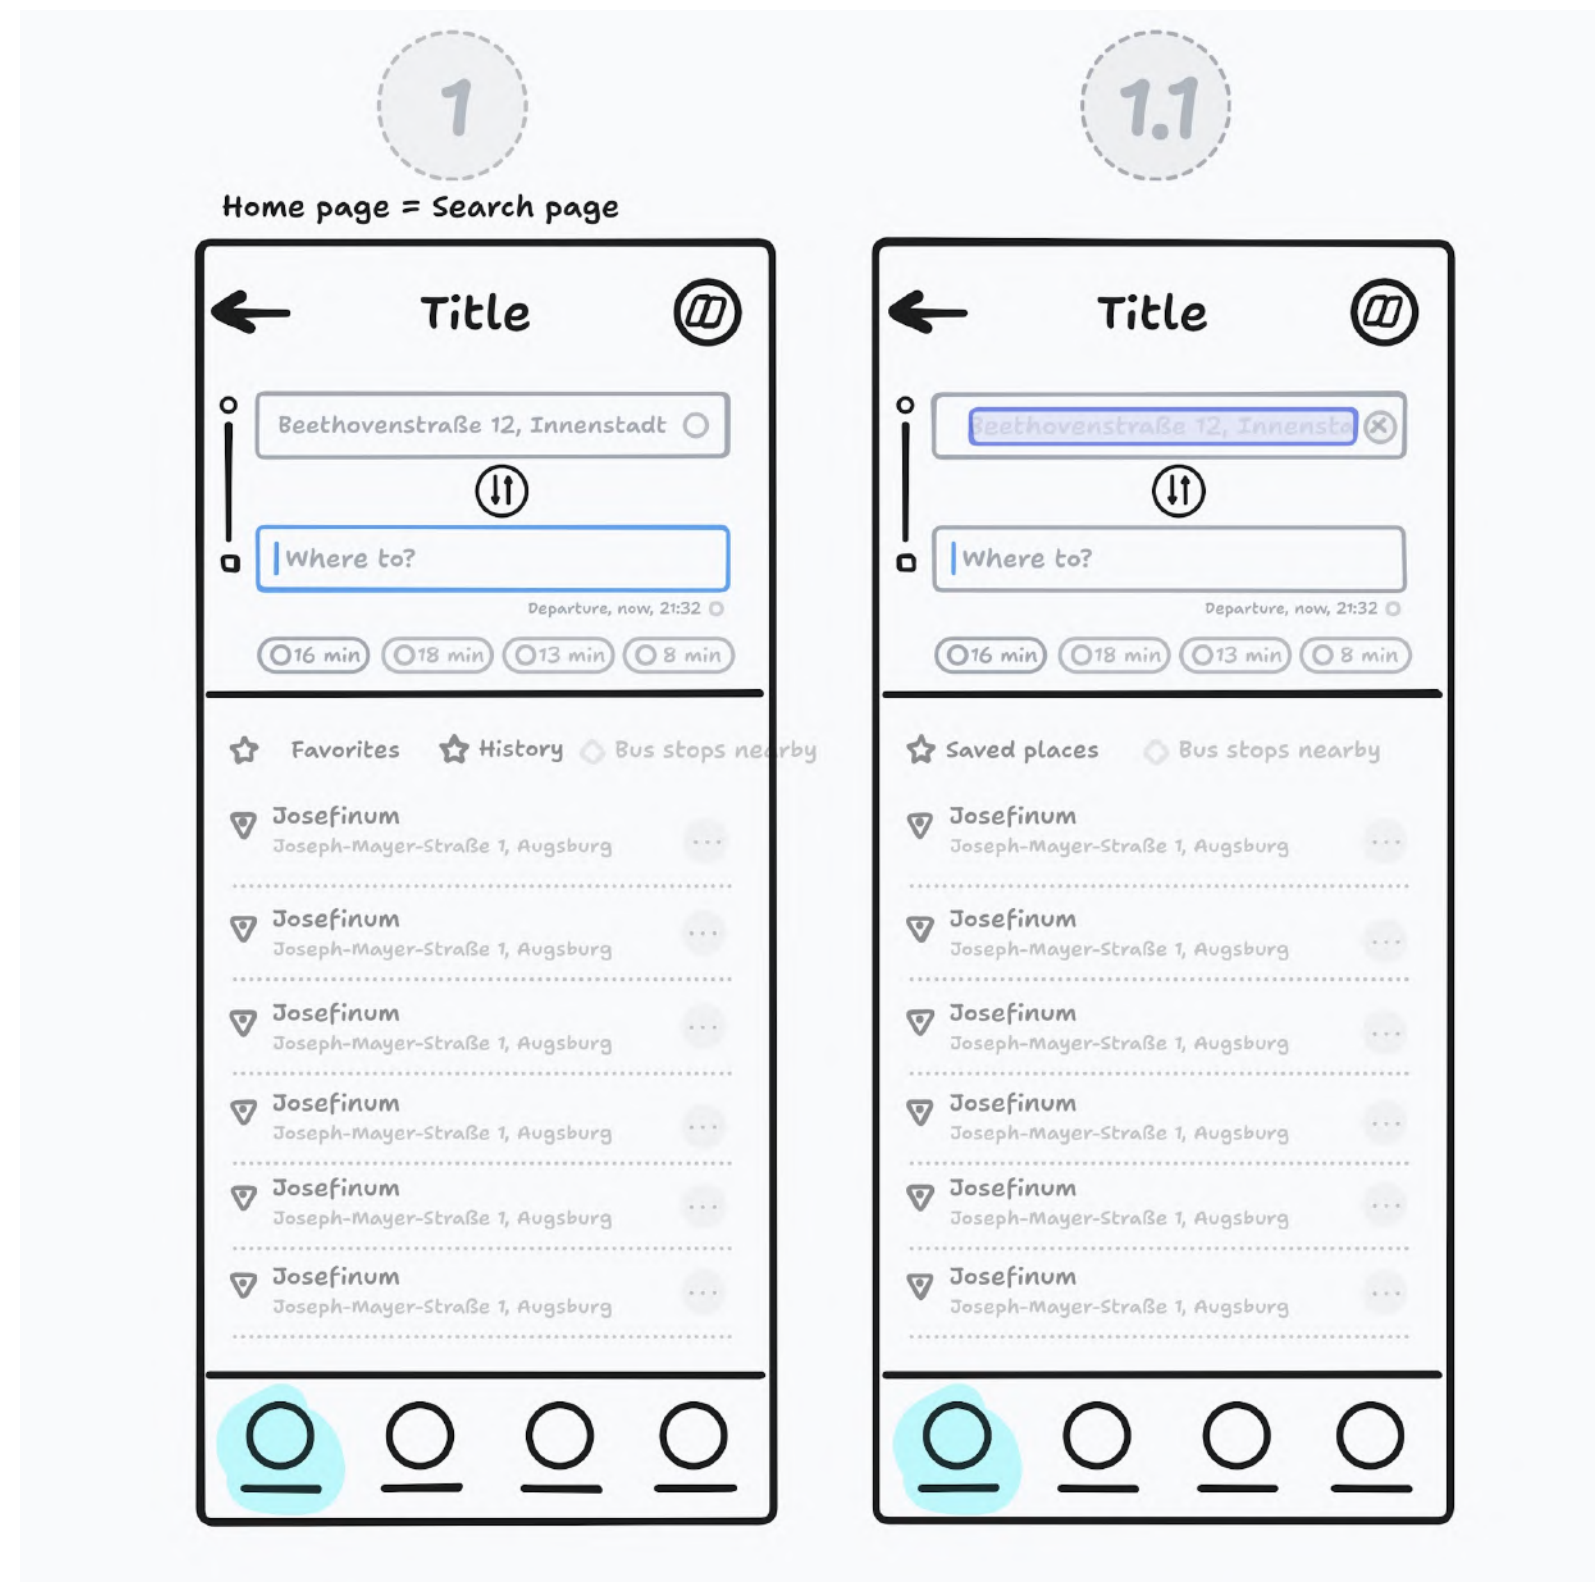 1
Home page = Search page
Title
Beethovenstraße 12, Innenstadt
Where to?
Departure, now, 21:32
16 min 18 min 13 min 8 min
Favorites History Bus stops nearby
Josefinum
Joseph-Mayer-Straße 1, Augsburg
Josefinum
Joseph-Mayer-Straße 1, Augsburg
Josefinum
Joseph-Mayer-Straße 1, Augsburg
Josefinum
Joseph-Mayer-Straße 1, Augsburg
Josefinum
Joseph-Mayer-Straße 1, Augsburg
Josefinum
Joseph-Mayer-Straße 1, Augsburg
1.1
Title
Beethovenstraße 12, Innensta
Where to?
Departure, now, 21:32
16 min 18 min 13 min 8 min
Saved places Bus stops nearby
Josefinum
Joseph-Mayer-Straße 1, Augsburg
Josefinum
Joseph-Mayer-Straße 1, Augsburg
Josefinum
Joseph-Mayer-Straße 1, Augsburg
Josefinum
Joseph-Mayer-Straße 1, Augsburg
Josefinum
Joseph-Mayer-Straße 1, Augsburg
Josefinum
Joseph-Mayer-Straße 1, Augsburg